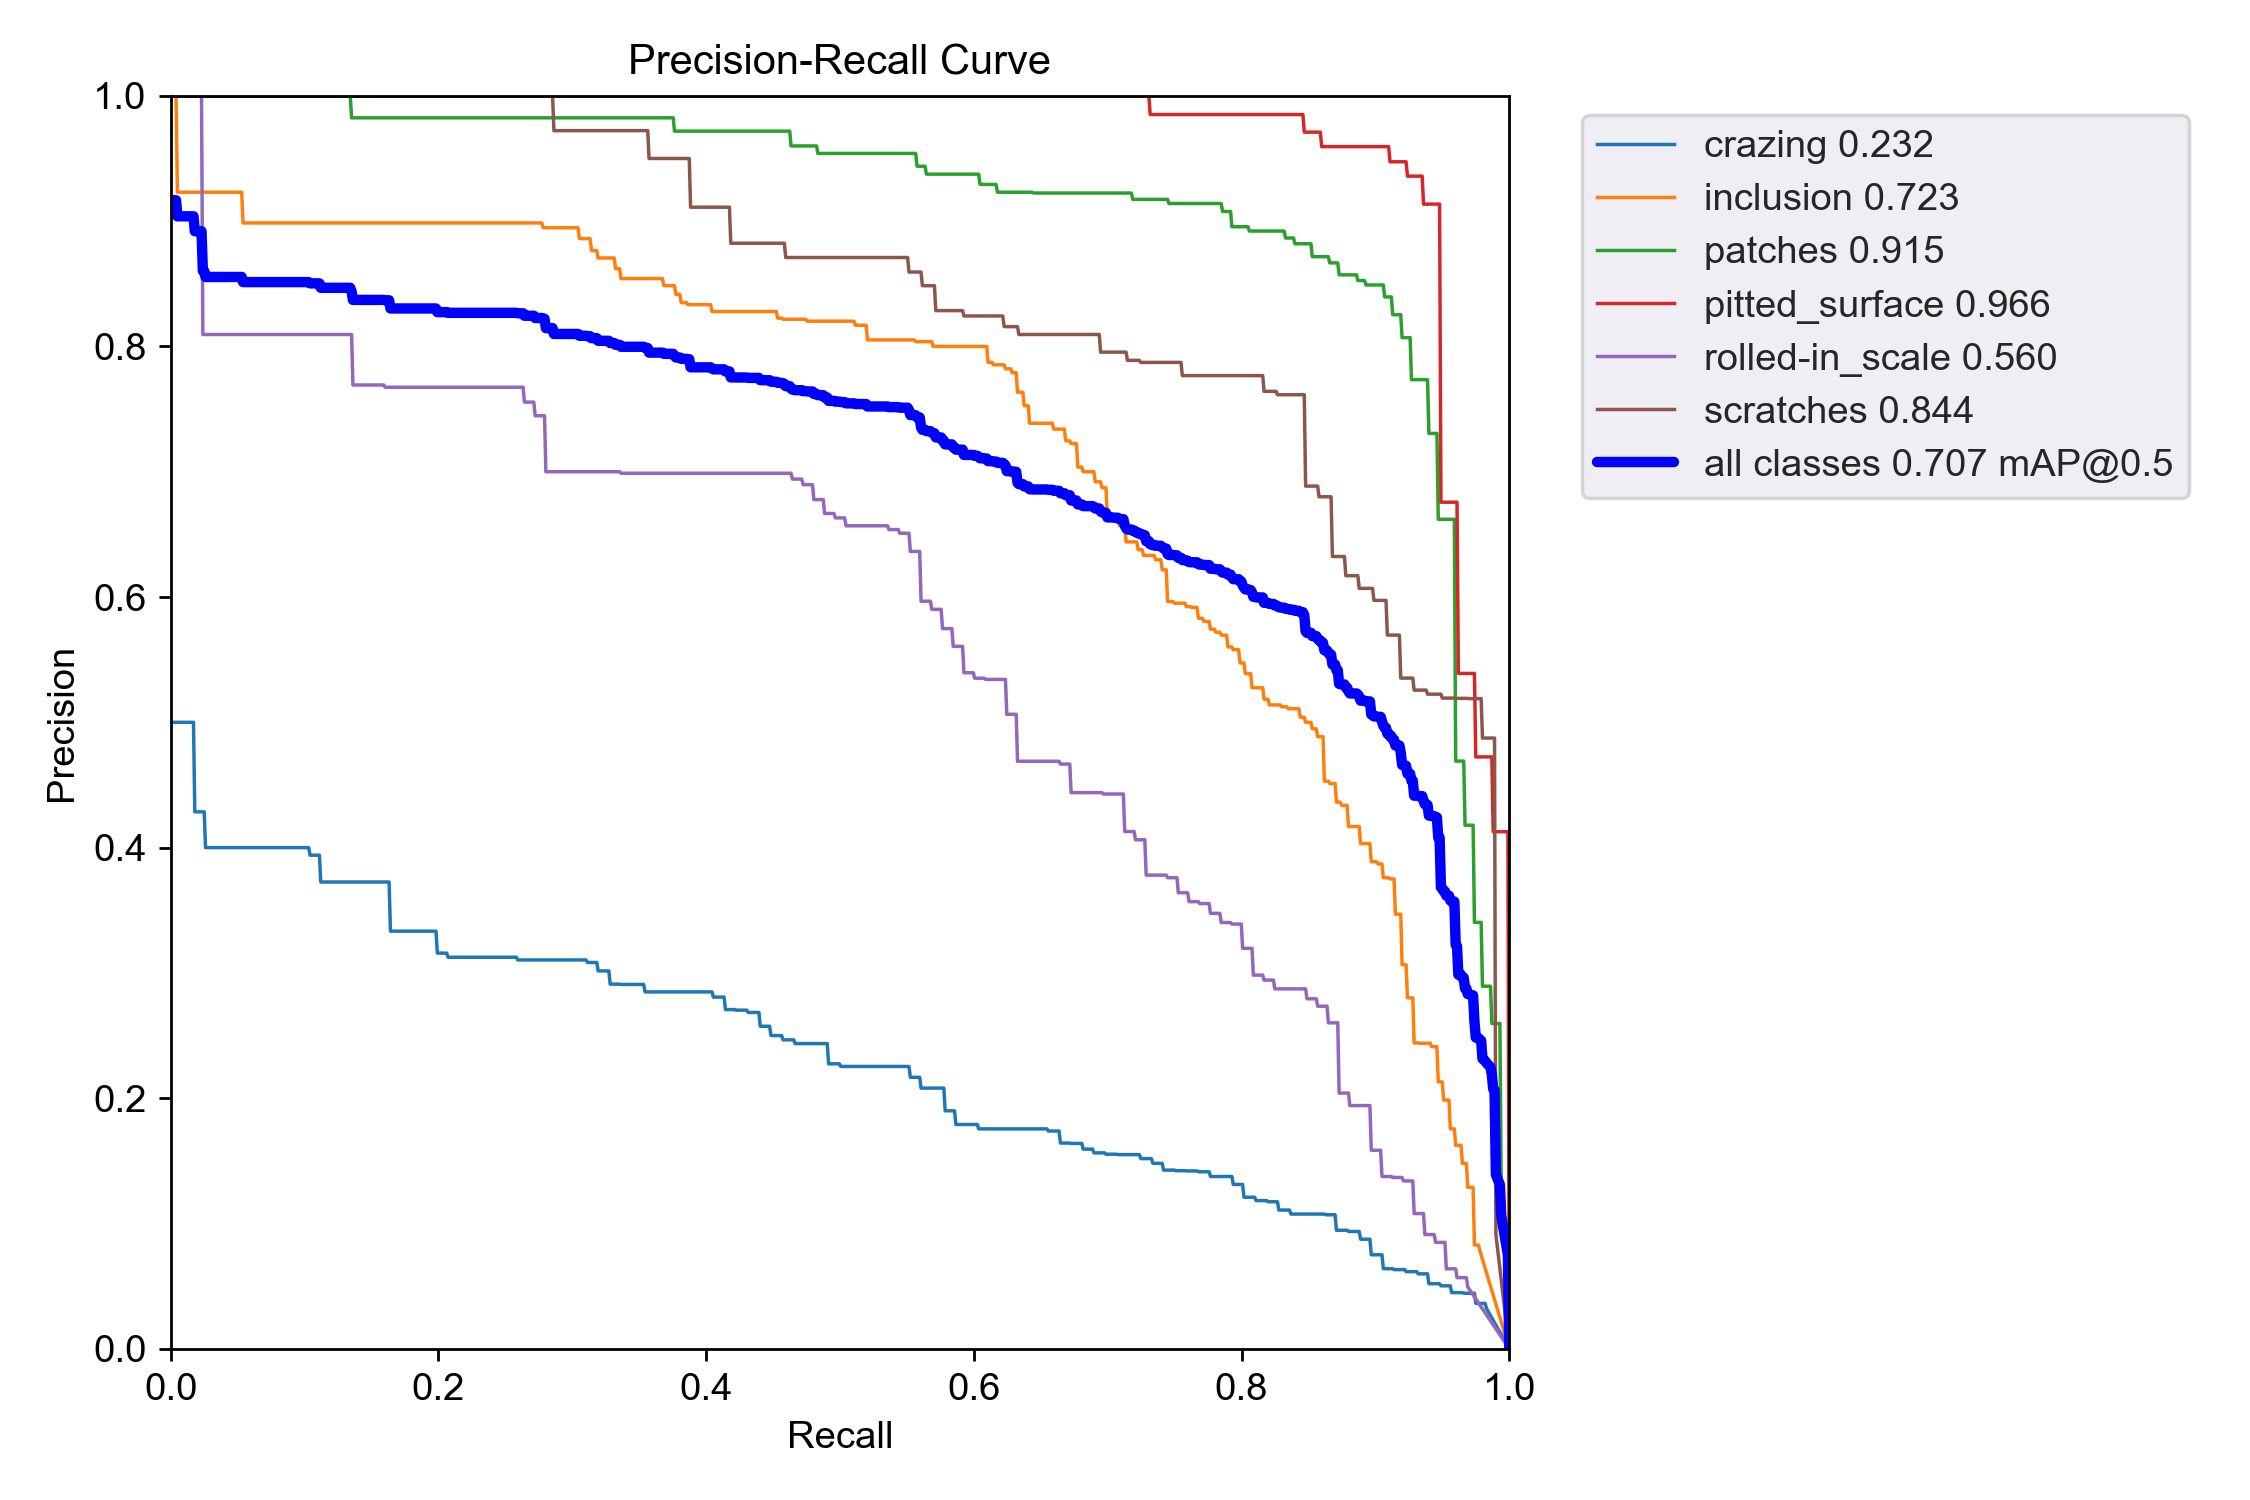 Precision-Recall Curve
1.0
0.8
0.6
0.4
0.2
0.0
Precision
0.0 0.2 0.4 0.6 0.8 1.0
Recall
crazing 0.232
inclusion 0.723
patches 0.915
pitted_surface 0.966
rolled-in_scale 0.560
scratches 0.844
all classes 0.707 mAP@0.5